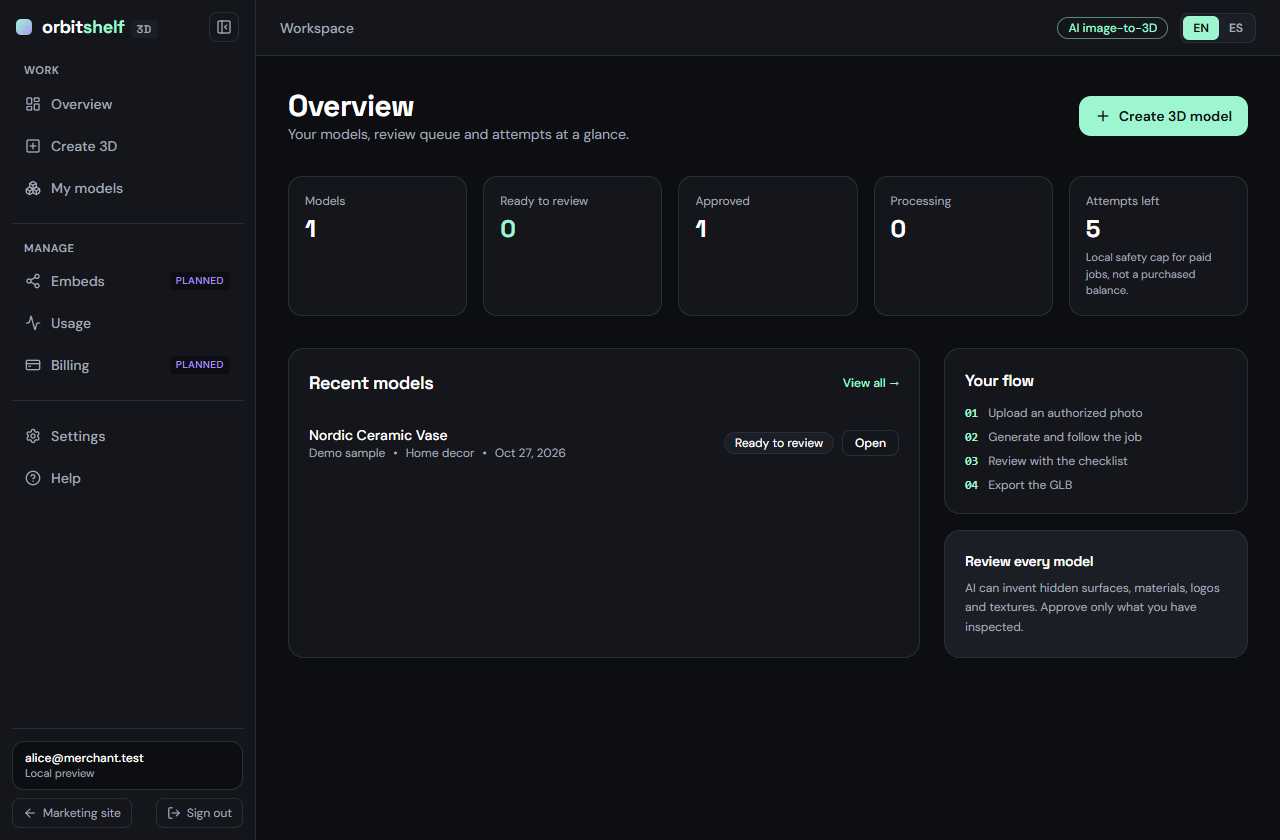 orbitshelf 3D
Workspace
AI image-to-3D
EN ES
WORK
Overview
Create 3D
My models
MANAGE
Embeds PLANNED
Usage
Billing PLANNED
Settings
Help
alice@merchant.test
Local preview
Marketing site
Sign out
Overview
Your models, review queue and attempts at a glance.
Create 3D model
Models
1
Ready to review
0
Approved
1
Processing
0
Attempts left
5
Local safety cap for paid
jobs, not a purchased
balance.
Recent models
View all →
Nordic Ceramic Vase
Demo sample • Home decor • Oct 27, 2026
Ready to review
Open
Your flow
01 Upload an authorized photo
02 Generate and follow the job
03 Review with the checklist
04 Export the GLB
Review every model
AI can invent hidden surfaces, materials, logos
and textures. Approve only what you have
inspected.